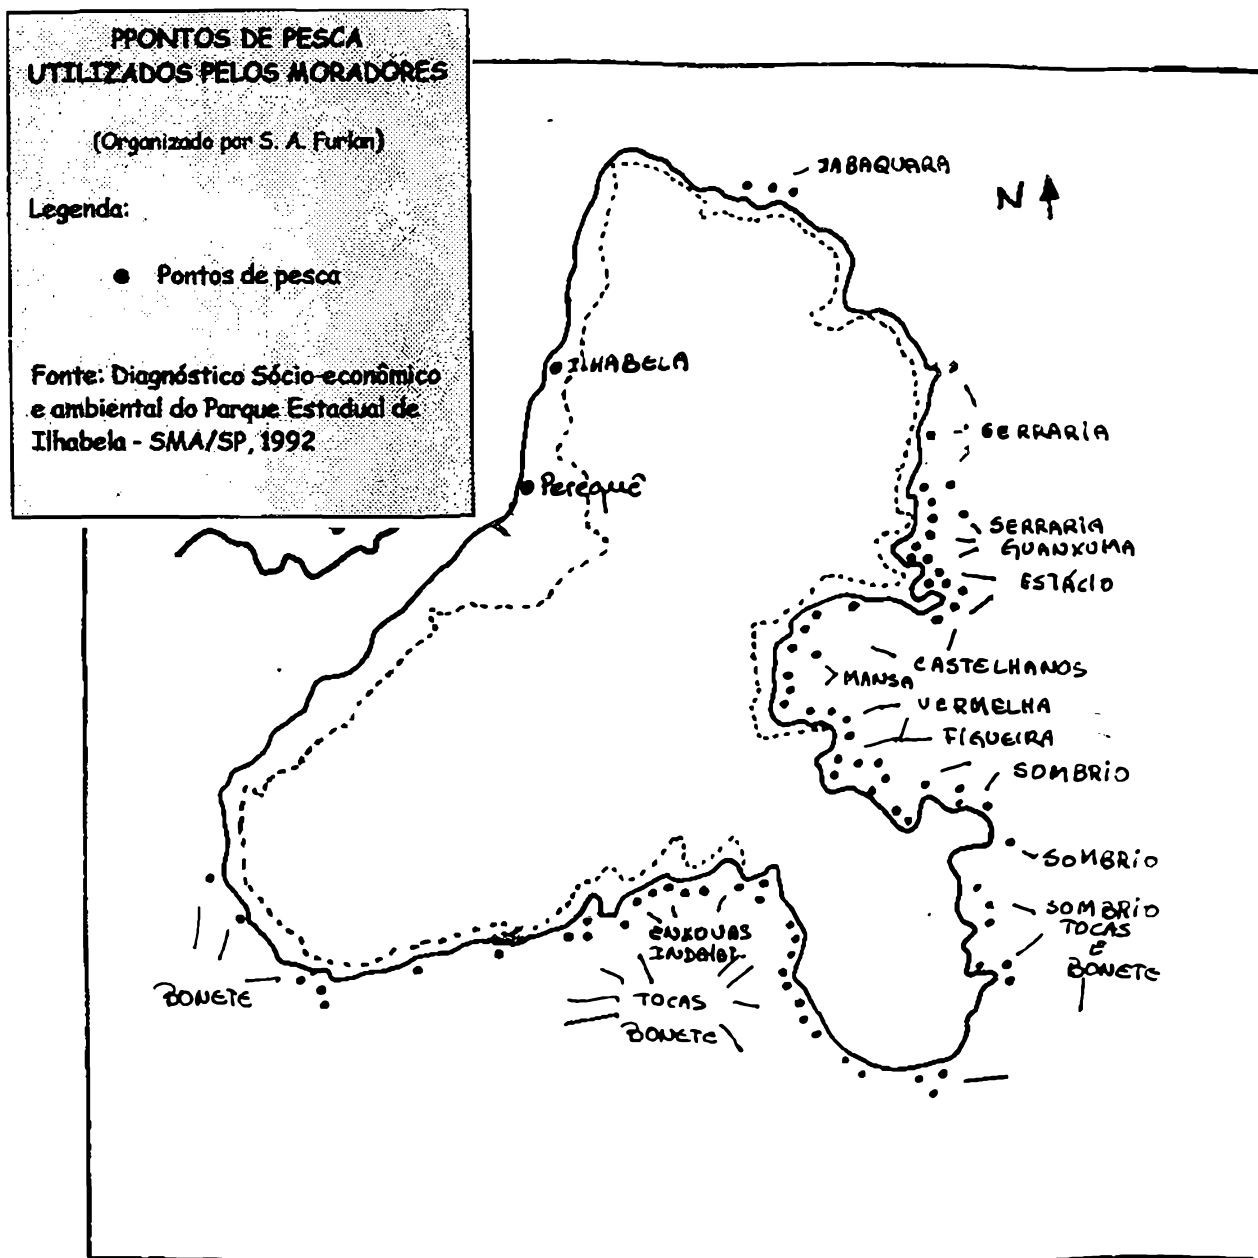 PPONTOS DE PESCA
UTILIZADOS PELOS MORADORES
(Organizado por S. A. Furlan)
Legenda:
Pontos de pesca
Fonte: Diagnóstico Sócio-econômico
e ambiental do Parque Estadual de
Ilhabela - SMA/SP, 1992
JABAQUARA
N
ILHABELA
SERRARIA
Perequê
SERRARIA
GUANXUMA
ESTÁCIO
CASTELHANOS
MANSA
VERMELHA
FIGUEIRA
SOMBRIO
SOMBRIO
SOMBRIO
TOCAS
E
BONETE
ENXOVAS
BONETE
TOCAS
BONETE